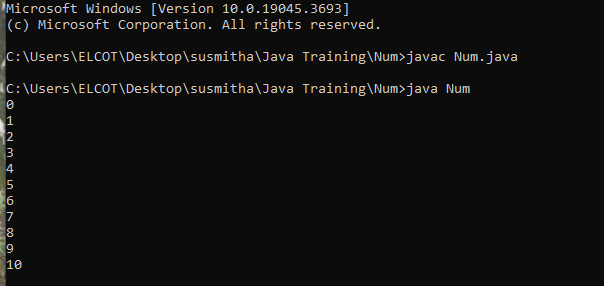 Microsoft Windows [Version 10.0.19045.3693]
(c) Microsoft Corporation. All rights reserved.
C:\Users\ELCOT\Desktop\susmitha\Java Training\Num>javac Num.java
C:\Users\ELCOT\Desktop\susmitha\Java Training\Num>java Num
0
1
2
3
4
5
6
7
8
9
10